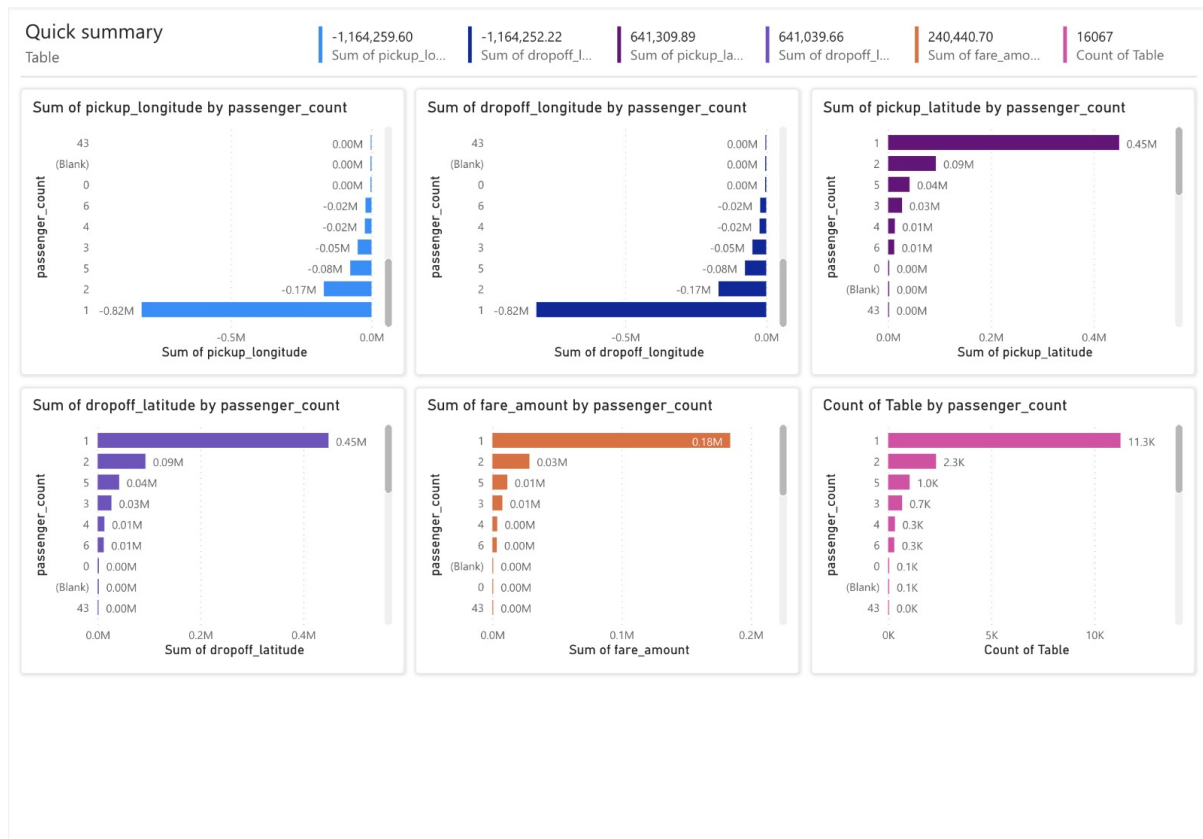 Quick summary
Table
-1,164,259.60
Sum of pickup_lo...
-1,164,252.22
Sum of dropoff_l...
641,309.89
Sum of pickup_la...
641,039.66
Sum of dropoff_l...
240,440.70
Sum of fare_amo...
16067
Count of Table
Sum of pickup_longitude by passenger_count
passenger_count
43 0.00M
(Blank) 0.00M
0 0.00M
6 -0.02M
4 -0.02M
3 -0.05M
5 -0.08M
2 -0.17M
1 -0.82M
-0.5M 0.0M
Sum of pickup_longitude
Sum of dropoff_longitude by passenger_count
passenger_count
43 0.00M
(Blank) 0.00M
0 0.00M
6 -0.02M
4 -0.02M
3 -0.05M
5 -0.08M
2 -0.17M
1 -0.82M
-0.5M 0.0M
Sum of dropoff_longitude
Sum of pickup_latitude by passenger_count
passenger_count
1 0.45M
2 0.09M
5 0.04M
3 0.03M
4 0.01M
6 0.01M
0 0.00M
(Blank) 0.00M
43 0.00M
0.0M 0.2M 0.4M
Sum of pickup_latitude
Sum of dropoff_latitude by passenger_count
passenger_count
1 0.45M
2 0.09M
5 0.04M
3 0.03M
4 0.01M
6 0.01M
0 0.00M
(Blank) 0.00M
43 0.00M
0.0M 0.2M 0.4M
Sum of dropoff_latitude
Sum of fare_amount by passenger_count
passenger_count
1 0.18M
2 0.03M
5 0.01M
3 0.01M
4 0.00M
6 0.00M
(Blank) 0.00M
0 0.00M
43 0.00M
0.0M 0.1M 0.2M
Sum of fare_amount
Count of Table by passenger_count
passenger_count
1 11.3K
2 2.3K
5 1.0K
3 0.7K
4 0.3K
6 0.3K
0 0.1K
(Blank) 0.1K
43 0.0K
0K 5K 10K
Count of Table